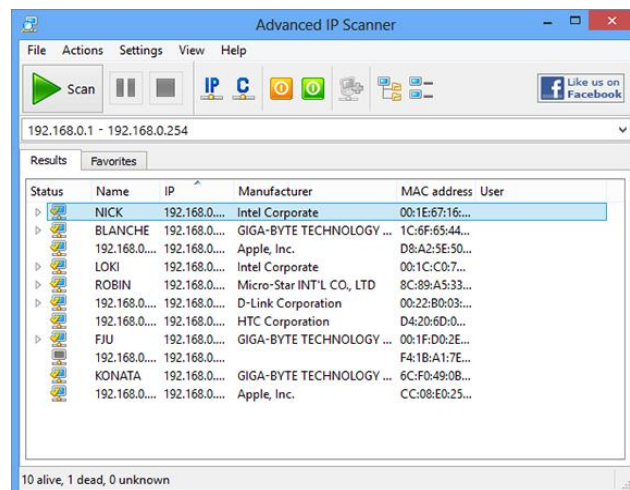 Advanced IP Scanner
File Actions Settings View Help
Scan IP C Like us on
Facebook
192.168.0.1 - 192.168.0.254
Results Favorites
Status Name IP Manufacturer MAC address User
NICK 192.168.0.... Intel Corporate 00:1E:67:16:...
BLANCHE 192.168.0.... GIGA-BYTE TECHNOLOGY ... 1C:6F:65:44...
192.168.0.... 192.168.0.... Apple, Inc. D8:A2:5E:50...
LOKI 192.168.0.... Intel Corporate 00:1C:C0:7...
ROBIN 192.168.0.... Micro-Star INT'L CO., LTD 8C:89:A5:33...
192.168.0.... 192.168.0.... D-Link Corporation 00:22:B0:03:...
192.168.0.... 192.168.0.... HTC Corporation D4:20:6D:0...
FJU 192.168.0.... GIGA-BYTE TECHNOLOGY ... 00:1F:D0:2E...
192.168.0.... 192.168.0.... F4:1B:A1:7E...
KONATA 192.168.0.... GIGA-BYTE TECHNOLOGY ... 6C:F0:49:0B...
192.168.0.... 192.168.0.... Apple, Inc. CC:08:E0:25...
10 alive, 1 dead, 0 unknown